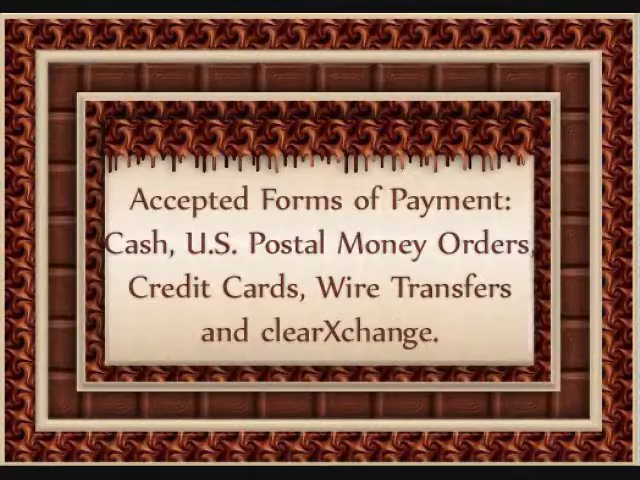 Accepted Forms of Payment:
Cash, U.S. Postal Money Orders,
Credit Cards, Wire Transfers
and clearXchange.